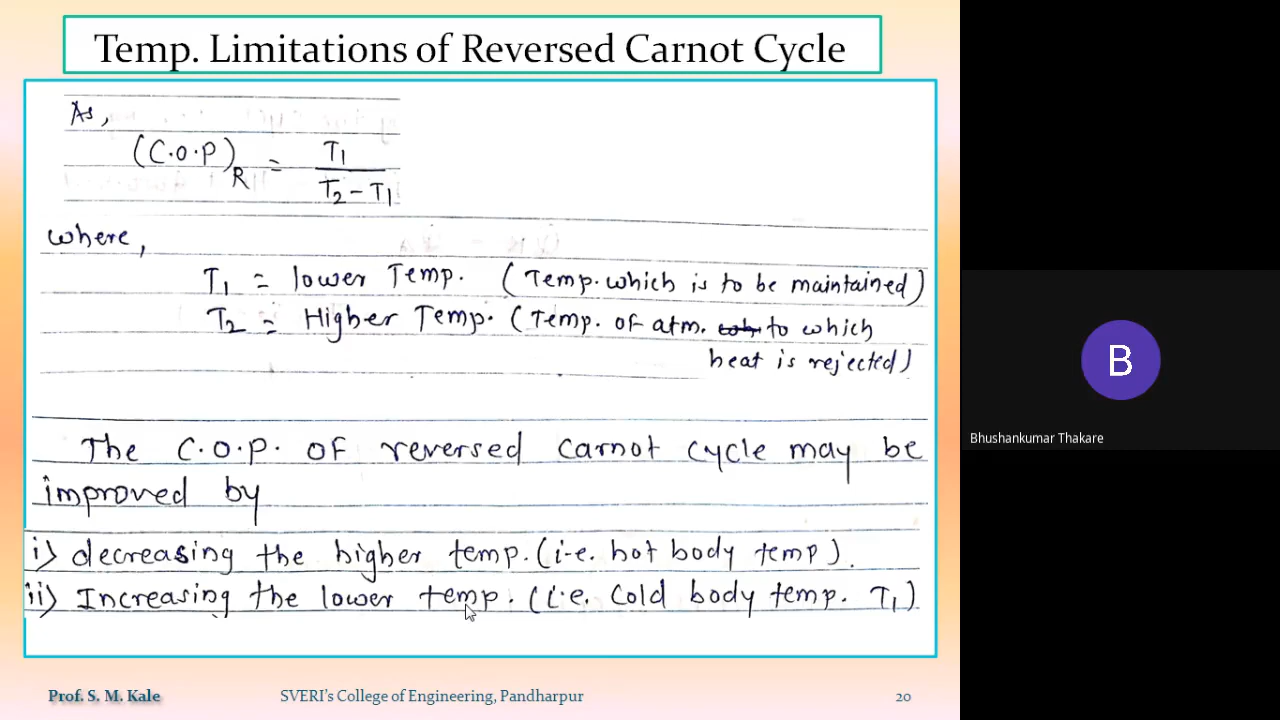 Temp. Limitations of Reversed Carnot Cycle
As,
(C.O.P)R = T1 / T2 - T1
where,
T1 = lower Temp. (Temp. which is to be maintained)
T2 = Higher Temp. (Temp. of atm. to which
heat is rejected)
The C.O.P. of reversed carnot cycle may be
improved by
i) decreasing the higher temp. (i-e. hot body temp).
ii) Increasing the lower temp. (i.e. cold body temp. T1)
Prof. S. M. Kale
SVERI's College of Engineering, Pandharpur
20
B
Bhushankumar Thakare